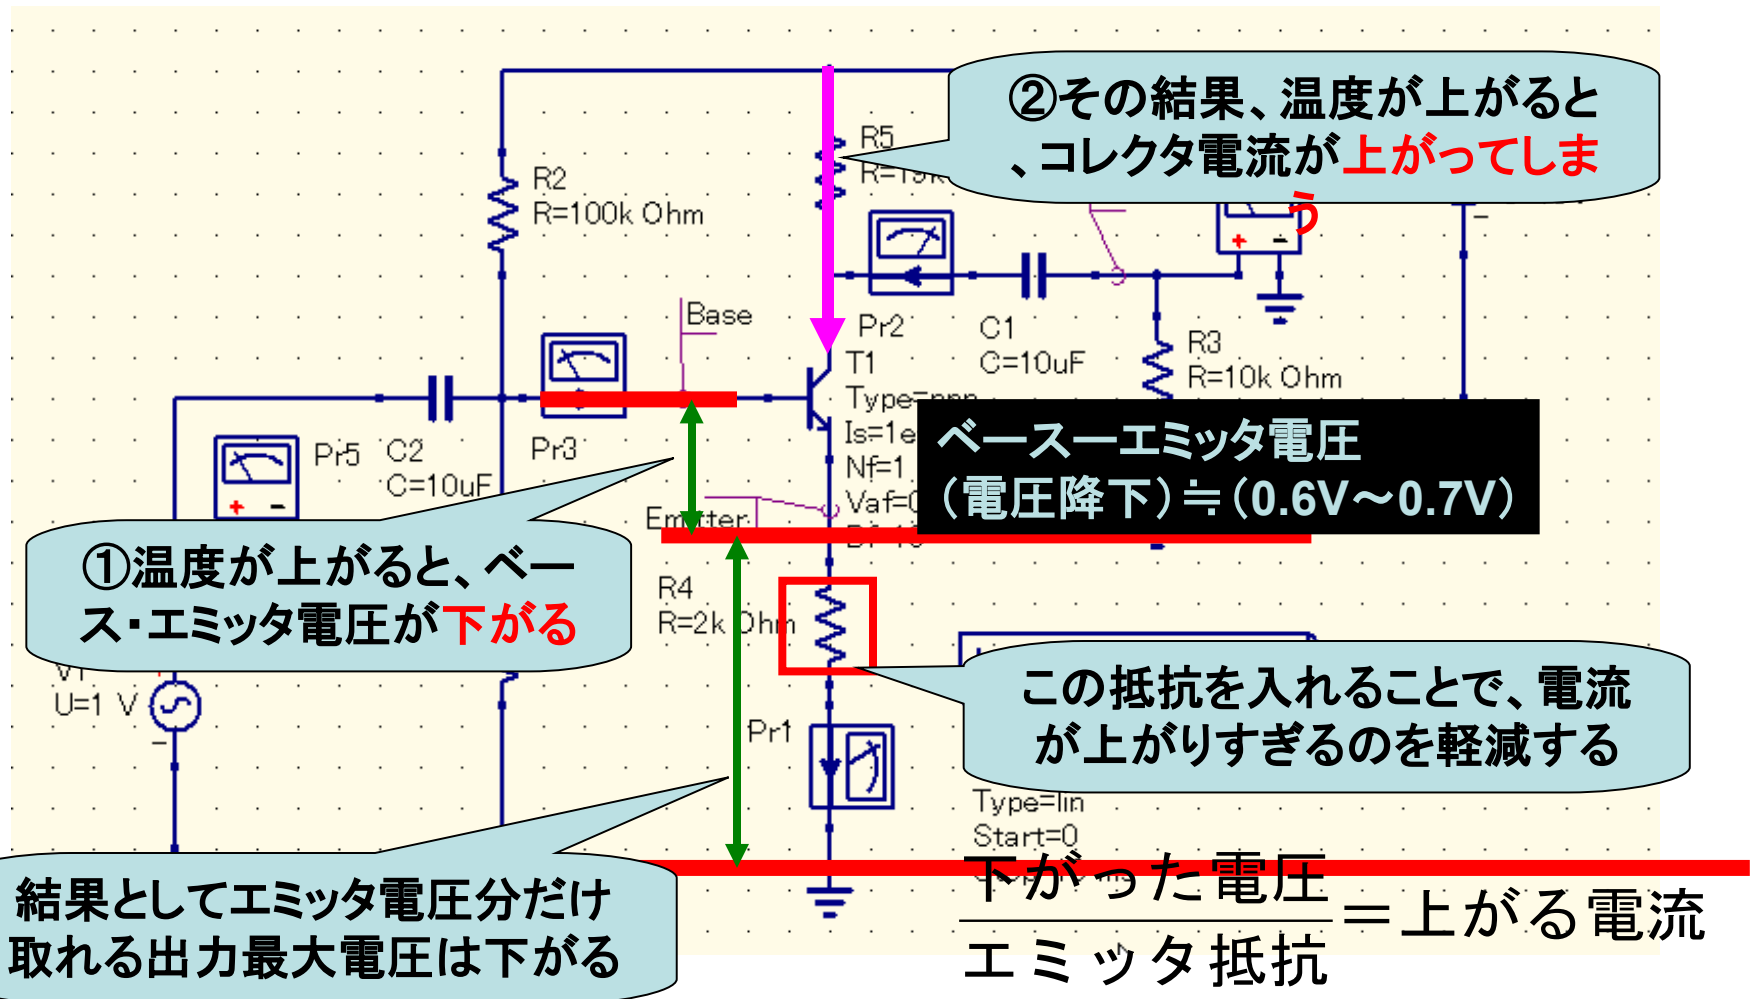 ②その結果、温度が上がると
、コレクタ電流が上がってしま
う
R5
R2
R=100k Ohm
Base
Pr2
C1
C=10uF
R3
R=10k Ohm
T1
Pr5
C2
C=10uF
Pr3
Nf=1
ベースーエミッタ電圧
（電圧降下）≒（0.6V～0.7V）
Emitter
①温度が上がると、ベー
ス・エミッタ電圧が下がる
R4
R=2k Ohm
U=1 V
Pr1
この抵抗を入れることで、電流
が上がりすぎるのを軽減する
Type=lin
Start=0
結果としてエミッタ電圧分だけ
取れる出力最大電圧は下がる
下がった電圧
エミッタ抵抗
＝上がる電流